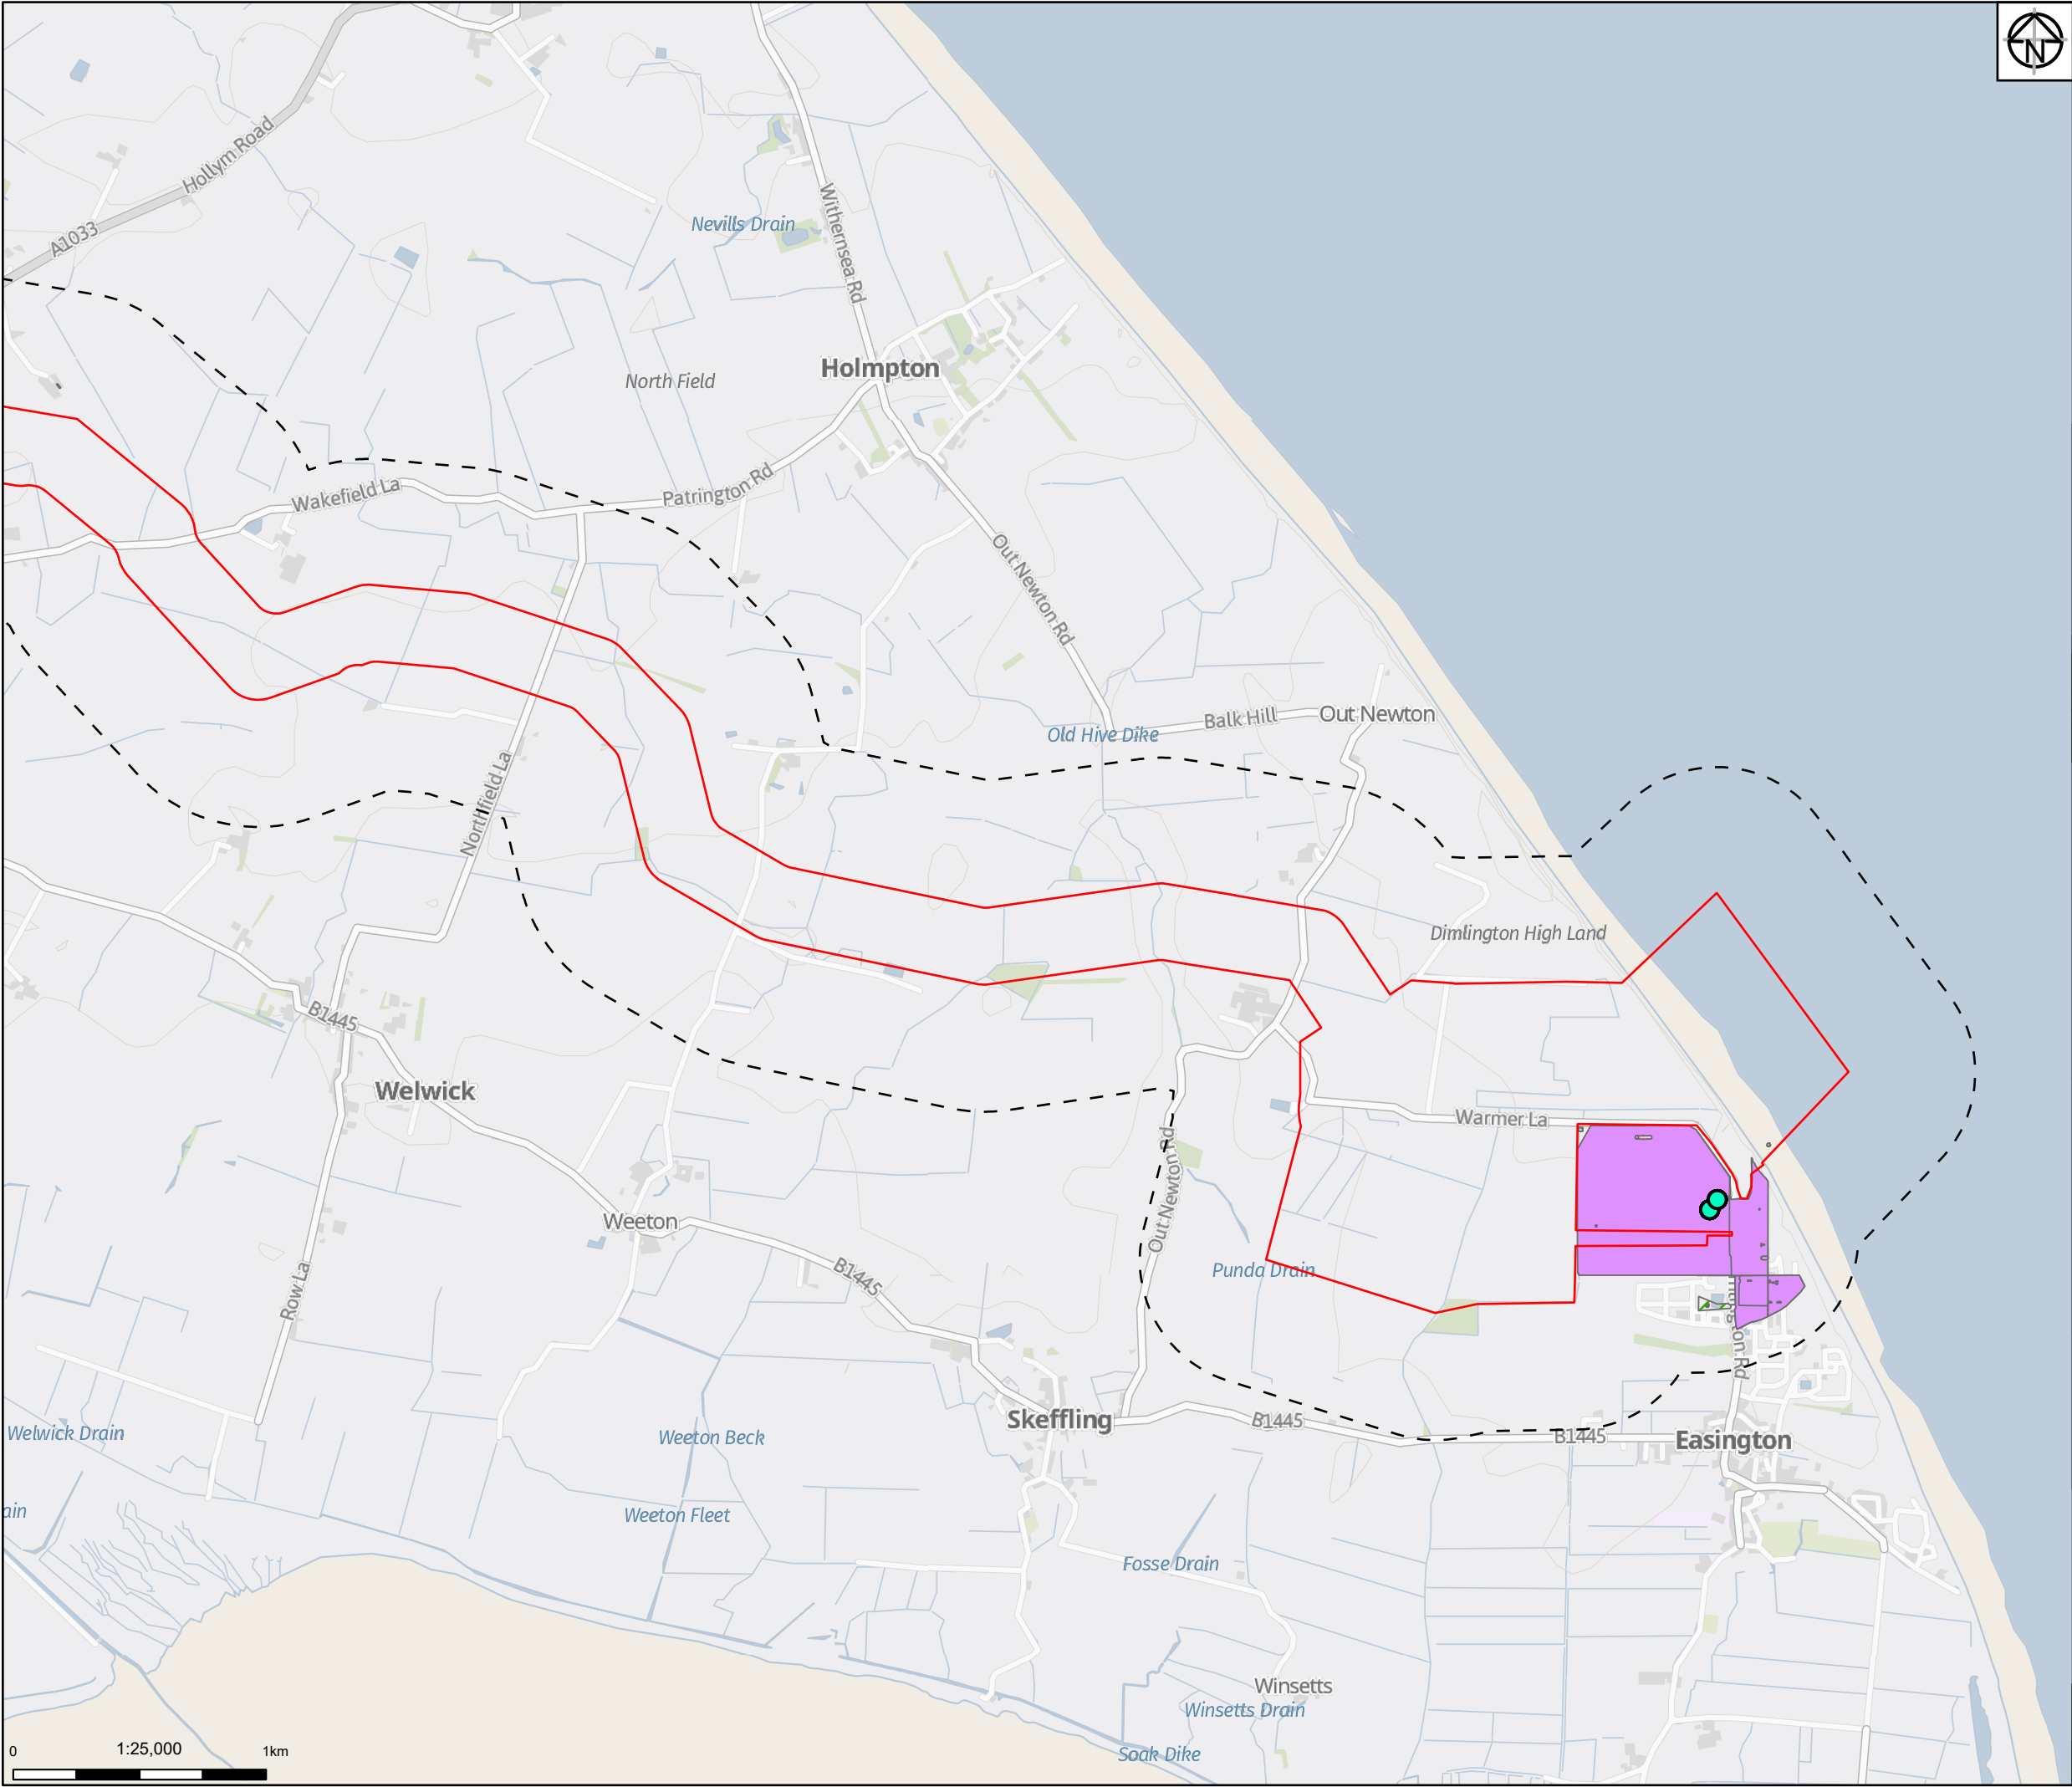 N
Hollym Road
A1033
Nevills Drain
Withernsea Rd
Holmpton
North Field
Patrington Rd
Wakefield La
Out Newton Rd
Out Newton
Balk Hill
Old Hive Dike
Northfield La
Dimlington High Land
B1445
Welwick
Warmer La
Out Newton Rd
Weeton
Punda Drain
B1445
Row La
Skeffling
B1445
B1445
Easington
Welwick Drain
Weeton Beck
Weeton Fleet
ain
Fosse Drain
Winsetts
Winsetts Drain
Soak Dike
0 1:25,000 1km